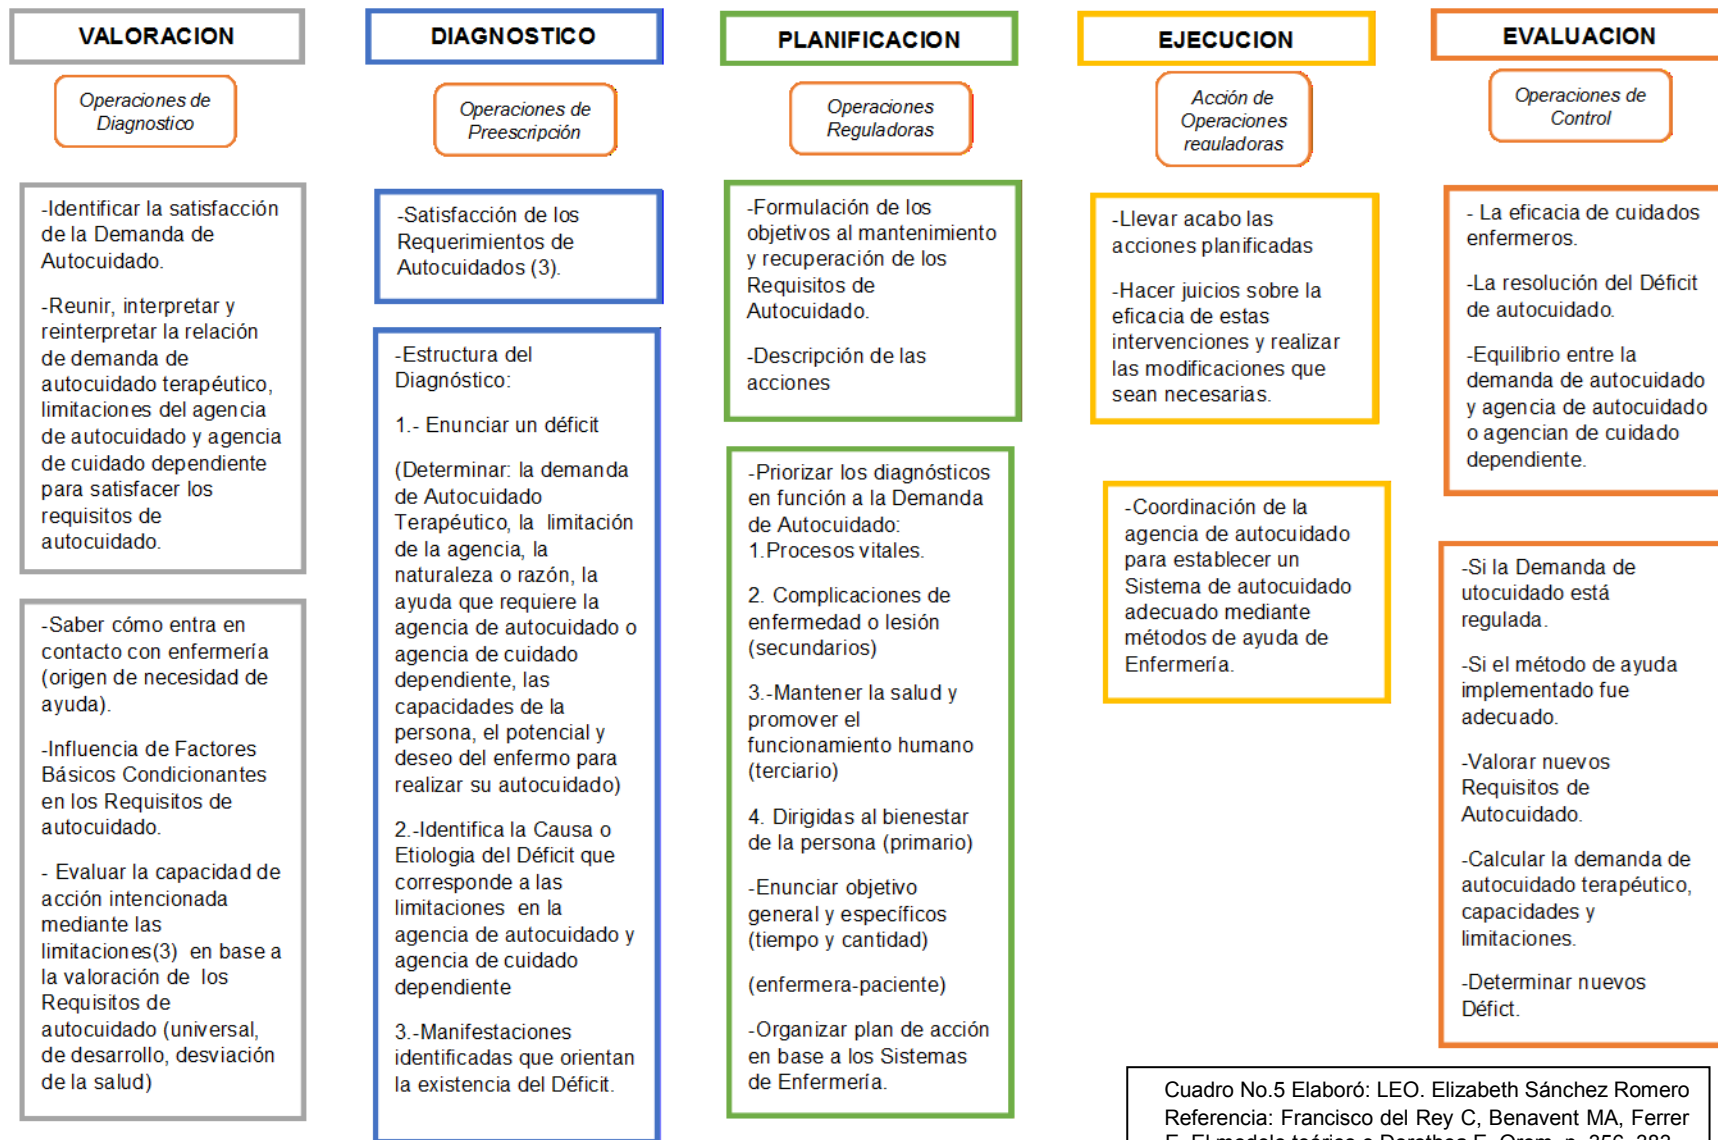 VALORACION
Operaciones de
Diagnostico
-Identificar la satisfacción
de la Demanda de
Autocuidado.
-Reunir, interpretar y
reinterpretar la relación
de demanda de
autocuidado terapéutico,
limitaciones del agencia
de autocuidado y agencia
de cuidado dependiente
para satisfacer los
requisitos de
autocuidado.
-Saber cómo entra en
contacto con enfermería
(origen de necesidad de
ayuda).
-Influencia de Factores
Básicos Condicionantes
en los Requisitos de
autocuidado.
- Evaluar la capacidad de
acción intencionada
mediante las
limitaciones(3) en base a
la valoración de los
Requisitos de
autocuidado (universal,
de desarrollo, desviación
de la salud)
DIAGNOSTICO
Operaciones de
Preescripción
-Satisfacción de los
Requerimientos de
Autocuidados (3).
-Estructura del
Diagnóstico:
1.- Enunciar un déficit
(Determinar: la demanda
de Autocuidado
Terapéutico, la limitación
de la agencia, la
naturaleza o razón, la
ayuda que requiere la
agencia de autocuidado o
agencia de cuidado
dependiente, las
capacidades de la
persona, el potencial y
deseo del enfermo para
realizar su autocuidado)
2.-Identifica la Causa o
Etiologia del Déficit que
corresponde a las
limitaciones en la
agencia de autocuidado y
agencia de cuidado
dependiente
3.-Manifestaciones
identificadas que orientan
la existencia del Déficit.
PLANIFICACION
Operaciones
Reguladoras
-Formulación de los
objetivos al mantenimiento
y recuperación de los
Requisitos de
Autocuidado.
-Descripción de las
acciones
-Priorizar los diagnósticos
en función a la Demanda
de Autocuidado:
1.Procesos vitales.
2. Complicaciones de
enfermedad o lesión
(secundarios)
3.-Mantener la salud y
promover el
funcionamiento humano
(terciario)
4. Dirigidas al bienestar
de la persona (primario)
-Enunciar objetivo
general y específicos
(tiempo y cantidad)
(enfermera-paciente)
-Organizar plan de acción
en base a los Sistemas
de Enfermería.
EJECUCION
Acción de
Operaciones
reguladoras
-Llevar acabo las
acciones planificadas
-Hacer juicios sobre la
eficacia de estas
intervenciones y realizar
las modificaciones que
sean necesarias.
-Coordinación de la
agencia de autocuidado
para establecer un
Sistema de autocuidado
adecuado mediante
métodos de ayuda de
Enfermería.
EVALUACION
Operaciones de
Control
- La eficacia de cuidados
enfermeros.
-La resolución del Déficit
de autocuidado.
-Equilibrio entre la
demanda de autocuidado
y agencia de autocuidado
o agencian de cuidado
dependiente.
-Si la Demanda de
utocuidado está
regulada.
-Si el método de ayuda
implementado fue
adecuado.
-Valorar nuevos
Requisitos de
Autocuidado.
-Calcular la demanda de
autocuidado terapéutico,
capacidades y
limitaciones.
-Determinar nuevos
Défict.
Cuadro No.5 Elaboró: LEO. Elizabeth Sánchez Romero
Referencia: Francisco del Rey C, Benavent MA, Ferrer
E. El modelo teórico o Dorothea E. Orem. p. 356- 383